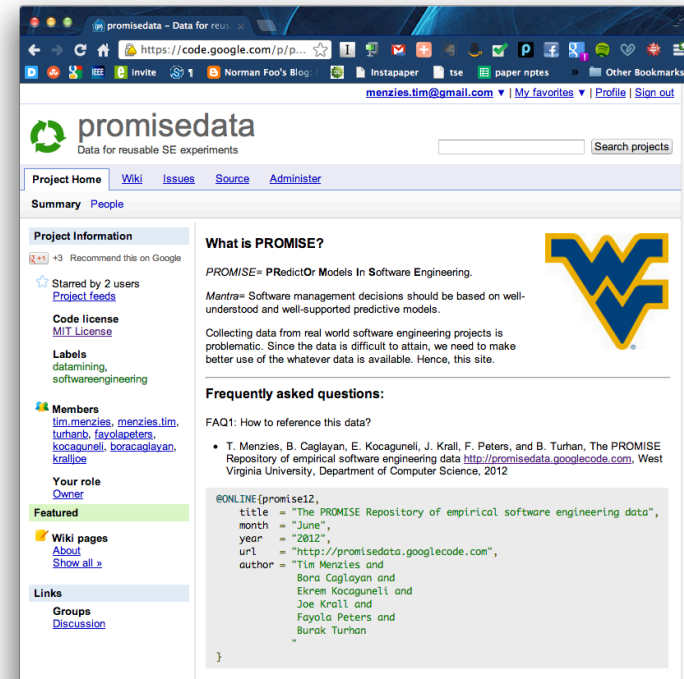 promisedata – Data for reus
https://code.google.com/p/p...
invite
1
Norman Foo's Blog:
Instapaper
tse
paper nptes
»
Other Bookmarks
menzies.tim@gmail.com ▼ | My favorites ▼ | Profile | Sign out
promisedata
Data for reusable SE experiments
Search projects
Project Home Wiki Issues Source Administer
Summary People
Project Information
+1 +3 Recommend this on Google
Starred by 2 users
Project feeds
Code license
MIT License
Labels
datamining,
softwareengineering
Members
tim.menzies, menzies.tim,
turhanb, fayolapeters,
kocaguneli, boracaglayan,
kralljoe
Your role
Owner
Featured
Wiki pages
About
Show all »
Links
Groups
Discussion
What is PROMISE?
PROMISE= PRedictOr Models In Software Engineering.
Mantra= Software management decisions should be based on well-
understood and well-supported predictive models.
Collecting data from real world software engineering projects is
problematic. Since the data is difficult to attain, we need to make
better use of the whatever data is available. Hence, this site.
Frequently asked questions:
FAQ1: How to reference this data?
• T. Menzies, B. Caglayan, E. Kocaguneli, J. Krall, F. Peters, and B. Turhan, The PROMISE
Repository of empirical software engineering data http://promisedata.googlecode.com, West
Virginia University, Department of Computer Science, 2012
@ONLINE{promise12,
title = "The PROMISE Repository of empirical software engineering data",
month = "June",
year = "2012",
url = "http://promisedata.googlecode.com",
author = "Tim Menzies and
Bora Caglayan and
Ekrem Kocaguneli and
Joe Krall and
Fayola Peters and
Burak Turhan
"
}